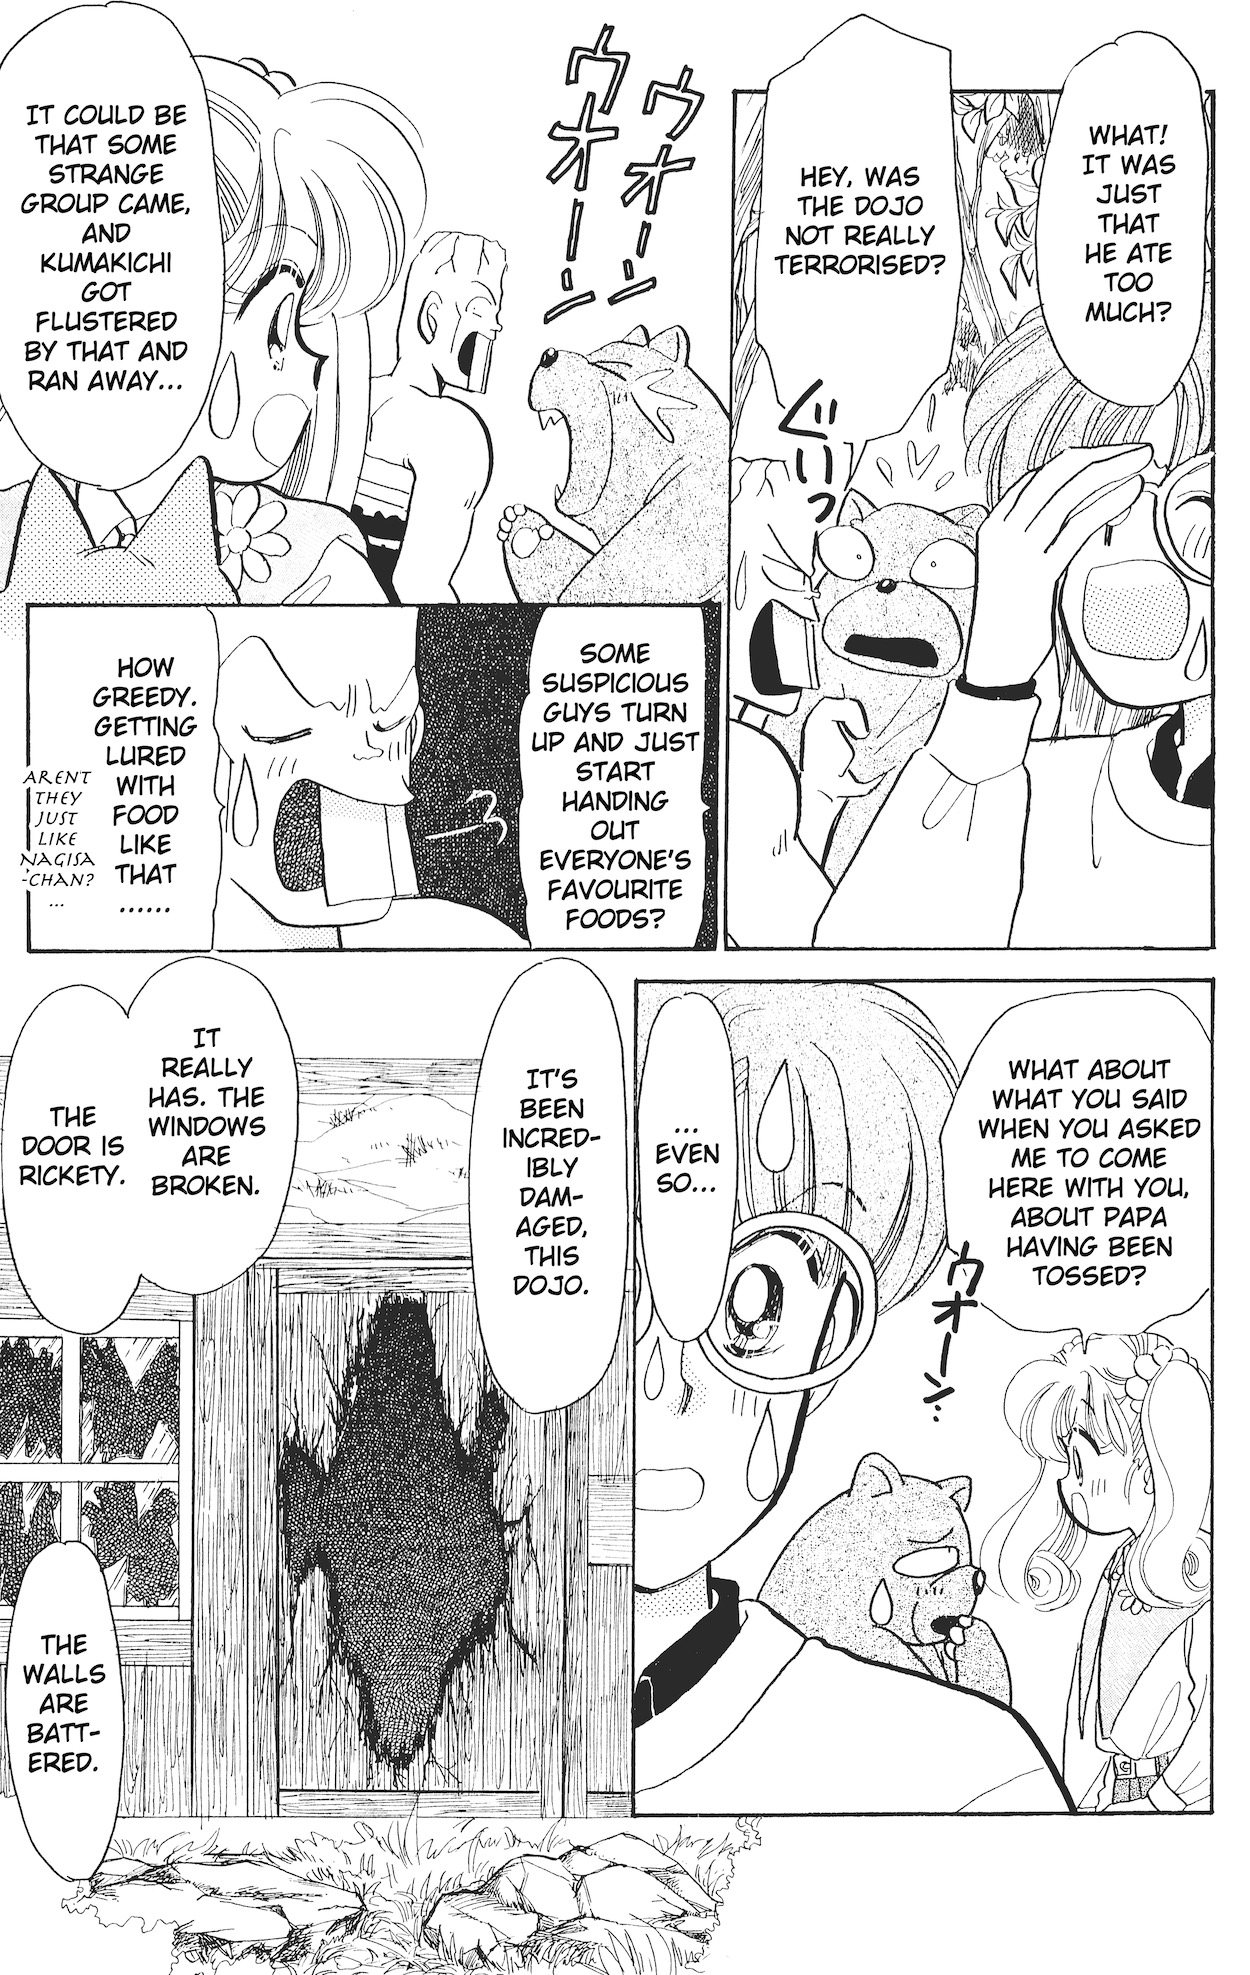 WHAT!
IT WAS
JUST
THAT
HE ATE
TOO
MUCH?
HEY, WAS
THE DOJO
NOT REALLY
TERRORISED?
ぐいっ
ウオーン
ウオーン
IT COULD BE
THAT SOME
STRANGE
GROUP CAME,
AND
KUMAKICHI
GOT
FLUSTERED
BY THAT AND
RAN AWAY...
SOME
SUSPICIOUS
GUYS TURN
UP AND JUST
START
HANDING
OUT
EVERYONE'S
FAVOURITE
FOODS?
HOW
GREEDY.
GETTING
LURED
WITH
FOOD
LIKE
THAT
......
ARENT
THEY
JUST
LIKE
NAGISA
-CHAN?
...
WHAT ABOUT
WHAT YOU SAID
WHEN YOU ASKED
ME TO COME
HERE WITH YOU,
ABOUT PAPA
HAVING BEEN
TOSSED?
ウオーン
...
EVEN
SO...
IT'S
BEEN
INCRED-
IBLY
DAM-
AGED,
THIS
DOJO.
IT
REALLY
HAS. THE
WINDOWS
ARE
BROKEN.
THE
DOOR IS
RICKETY.
THE
WALLS
ARE
BATT-
ERED.